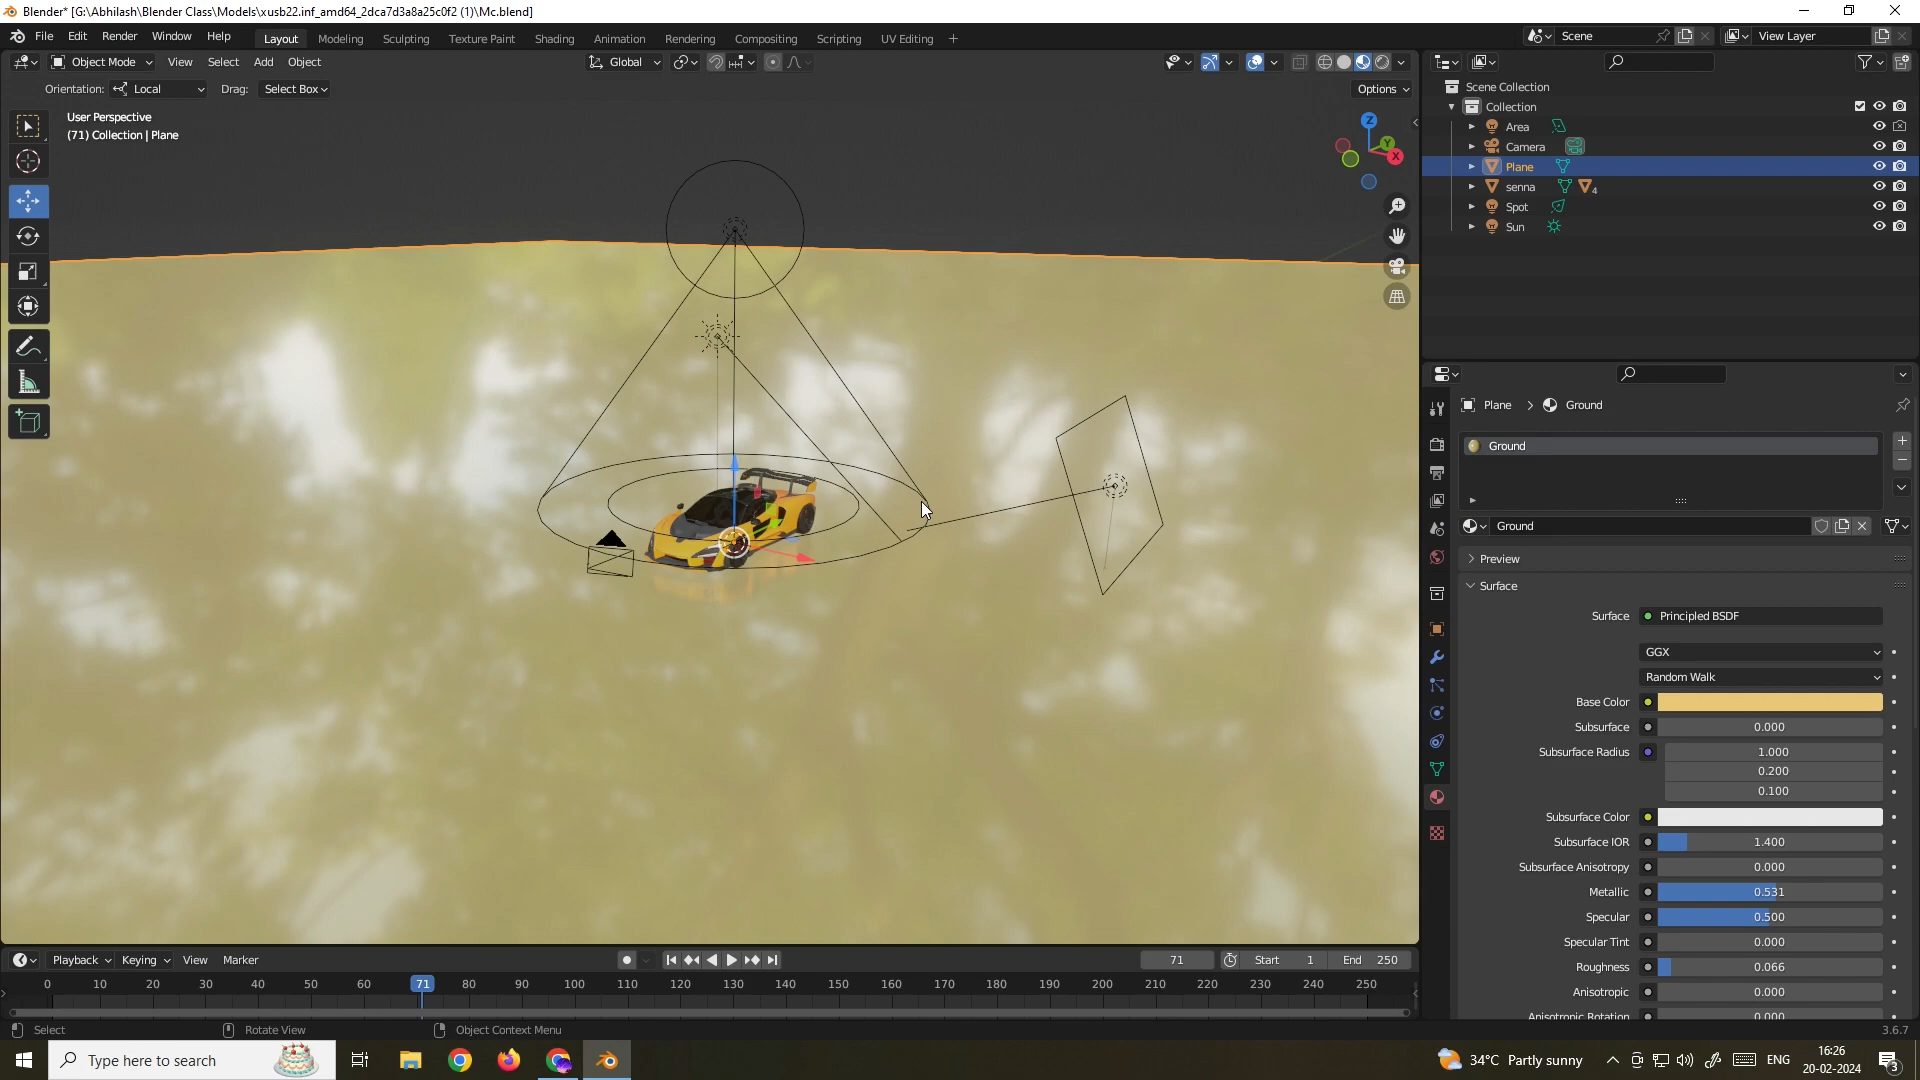 Blender* [G:\Abhilash\Blender Class\Models\xusb22.inf_amd64_2dca7d3a8a25c0f2 (1)\Mc.blend]
File Edit Render Window Help Layout Modeling Sculpting UV Editing Texture Paint Shading Animation Rendering Compositing Scripting + Scene View Layer
Object Mode View Select Add Object Global
Orientation: Local Drag: Select Box Options
User Perspective
(71) Collection | Plane
Z
Y
X
Scene Collection
Collection
Area
Camera
Plane
senna 4
Spot
Sun
Plane > Ground
Ground
Ground
Preview
Surface
Surface Principled BSDF
GGX
Random Walk
Base Color
Subsurface 0.000
Subsurface Radius 1.000
0.200
0.100
Subsurface Color
Subsurface IOR 1.400
Subsurface Anisotropy 0.000
Metallic 0.531
Specular 0.500
Specular Tint 0.000
Roughness 0.066
Anisotropic 0.000
Anisotropic Rotation 0.000
Playback Keying View Marker 71 Start 1 End 250
0 10 20 30 40 50 60 71 80 90 100 110 120 130 140 150 160 170 180 190 200 210 220 230 240 250
Select Rotate View Object Context Menu 3.6.7
Type here to search 34°C Partly sunny ENG 16:26
20-02-2024 3